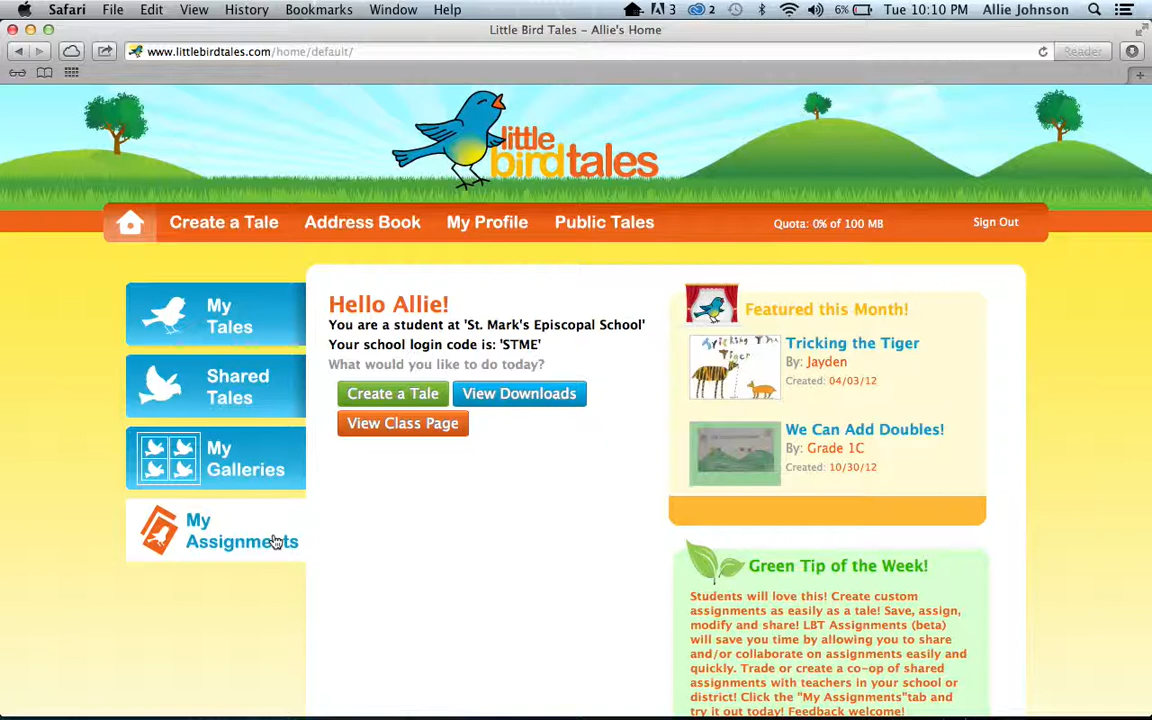 Safari File Edit View History Bookmarks Window Help 3 2 6% Tue 10:10 PM Allie Johnson
Little Bird Tales – Allie's Home
www.littlebirdtales.com/home/default/
Reader
little
birdtales
Create a Tale Address Book My Profile Public Tales Quota: 0% of 100 MB Sign Out
My
Tales
Shared
Tales
My
Galleries
My
Assignments
Hello Allie!
You are a student at 'St. Mark's Episcopal School'
Your school login code is: 'STME'
What would you like to do today?
Create a Tale View Downloads
View Class Page
Featured this Month!
Tricking the Tiger
Tricking the Tiger
By: Jayden
Created: 04/03/12
We Can Add Doubles!
By: Grade 1C
Created: 10/30/12
Green Tip of the Week!
Students will love this! Create custom
assignments as easily as a tale! Save, assign,
modify and share! LBT Assignments (beta)
will save you time by allowing you to share
and/or collaborate on assignments easily and
quickly. Trade or create a co-op of shared
assignments with teachers in your school or
district! Click the "My Assignments"tab and
try it out today! Feedback welcome!